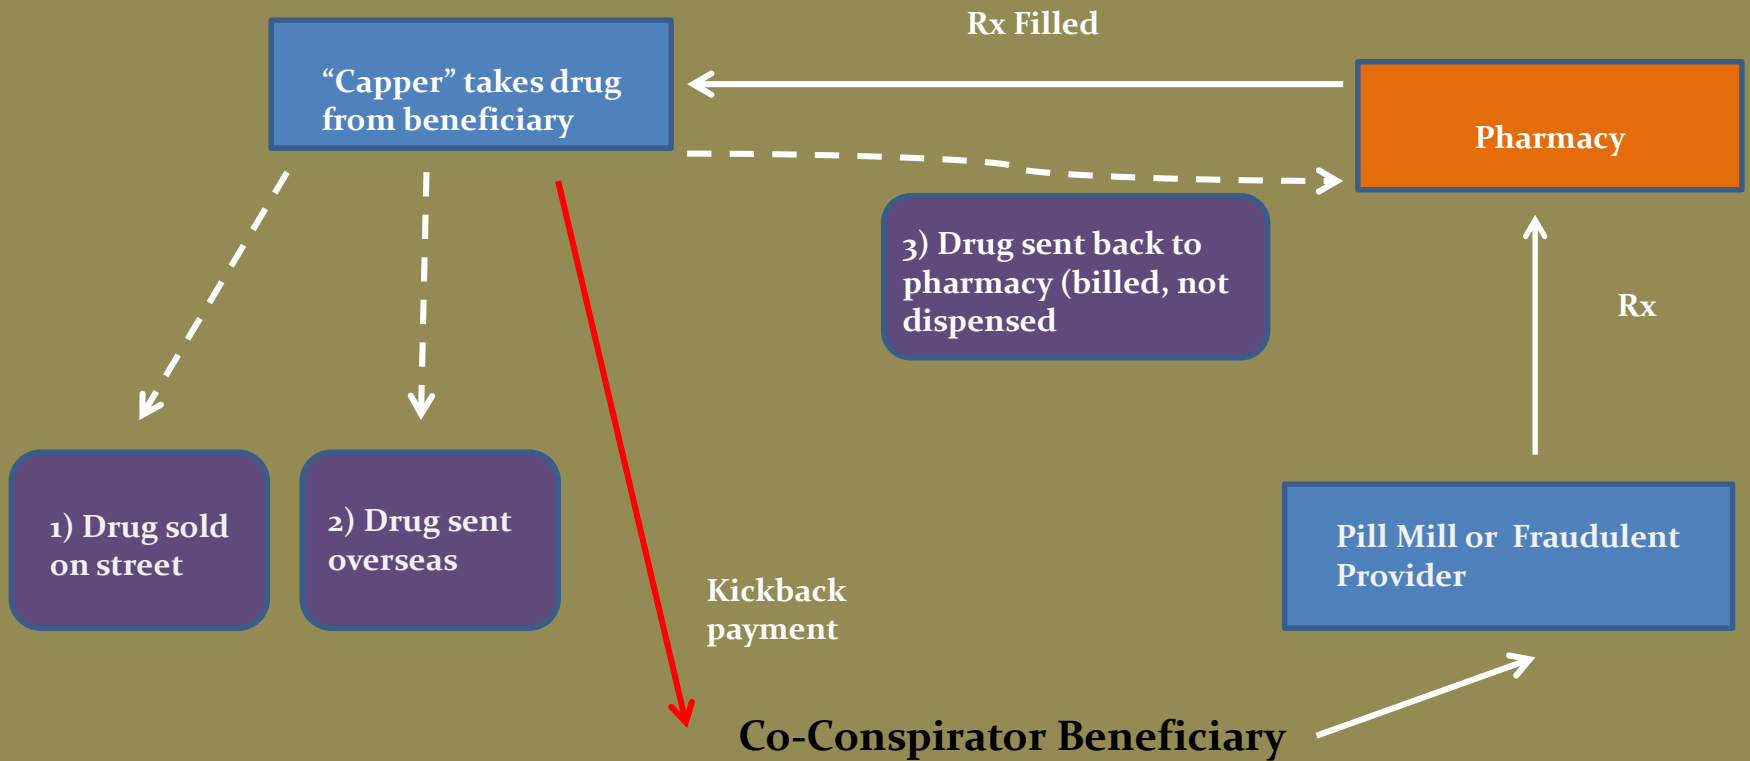 Rx Filled
“Capper” takes drug
from beneficiary
Pharmacy
3) Drug sent back to
pharmacy (billed, not
dispensed
Rx
1) Drug sold
on street
2) Drug sent
overseas
Pill Mill or  Fraudulent
Provider
Kickback
payment
Co-Conspirator Beneficiary